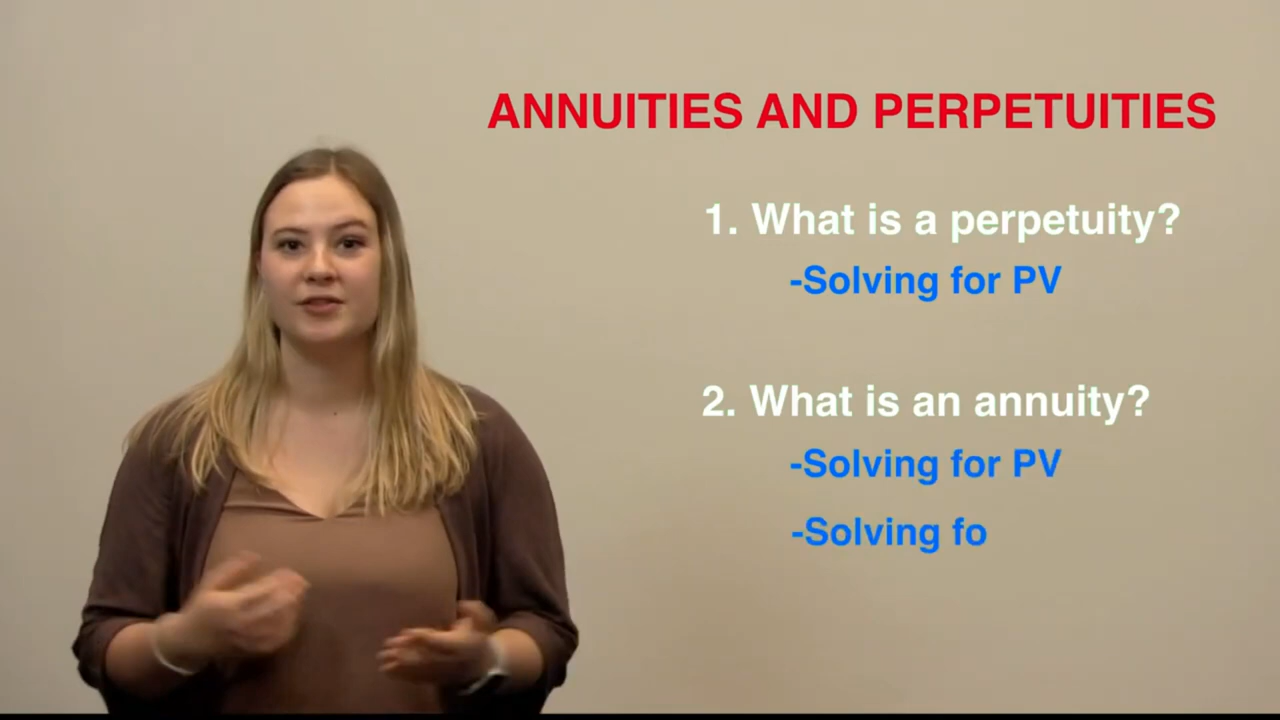 ANNUITIES AND PERPETUITIES
1. What is a perpetuity?
-Solving for PV
2. What is an annuity?
-Solving for PV
-Solving fo